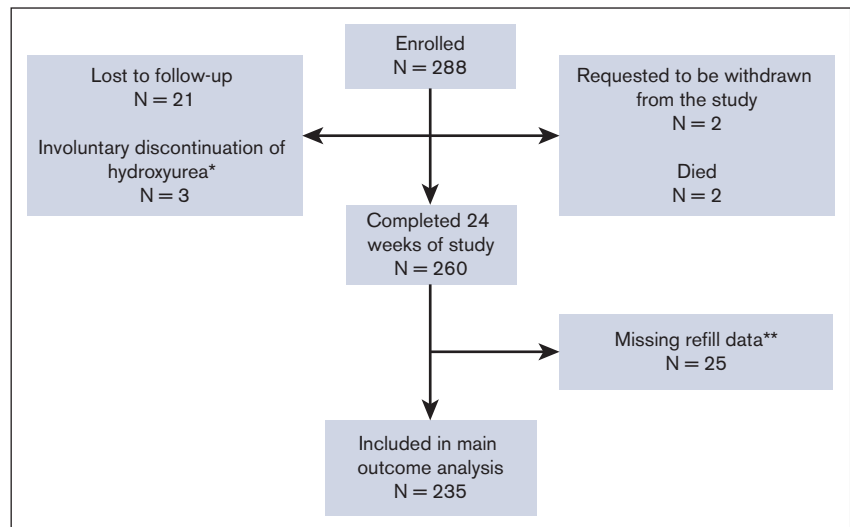 Enrolled
N = 288
Lost to follow-up
N = 21
Involuntary discontinuation of
hydroxyurea*
N = 3
Requested to be withdrawn
from the study
N = 2
Died
N = 2
Completed 24
weeks of study
N = 260
Missing refill data**
N = 25
Included in main
outcome analysis
N = 235